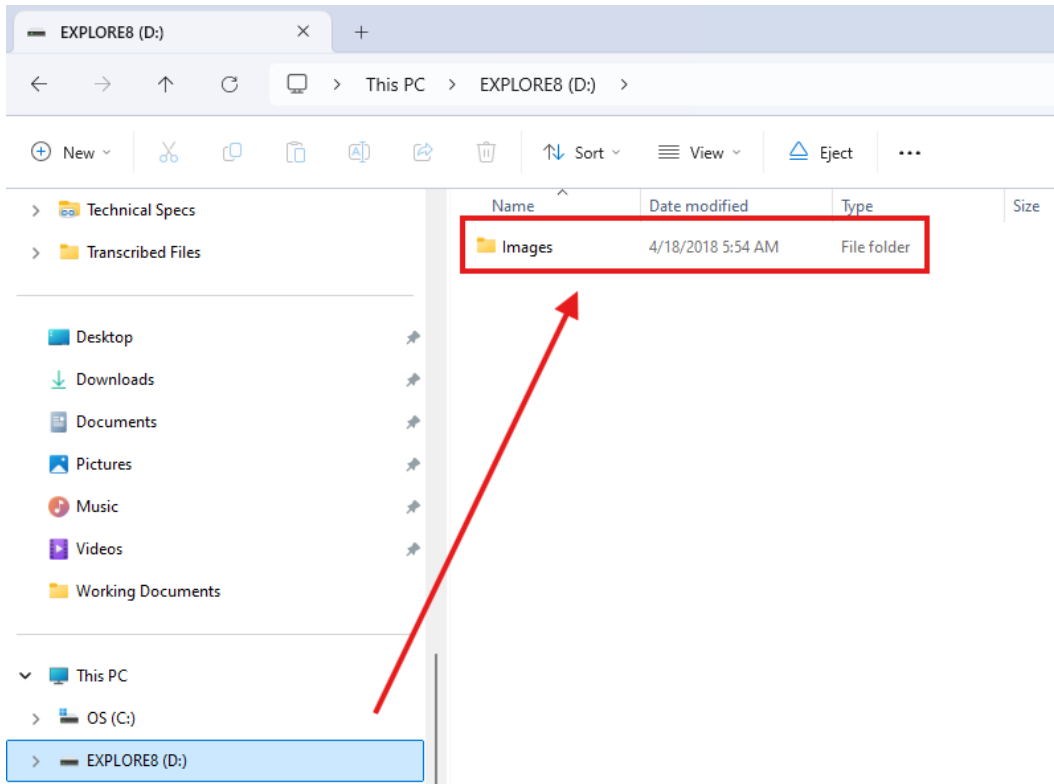 EXPLORE8 (D:)
This PC > EXPLORE8 (D:) >
New Sort View Eject ...
Name Date modified Type Size
Images 4/18/2018 5:54 AM File folder
Technical Specs
Transcribed Files
Desktop
Downloads
Documents
Pictures
Music
Videos
Working Documents
This PC
OS (C:)
EXPLORE8 (D:)